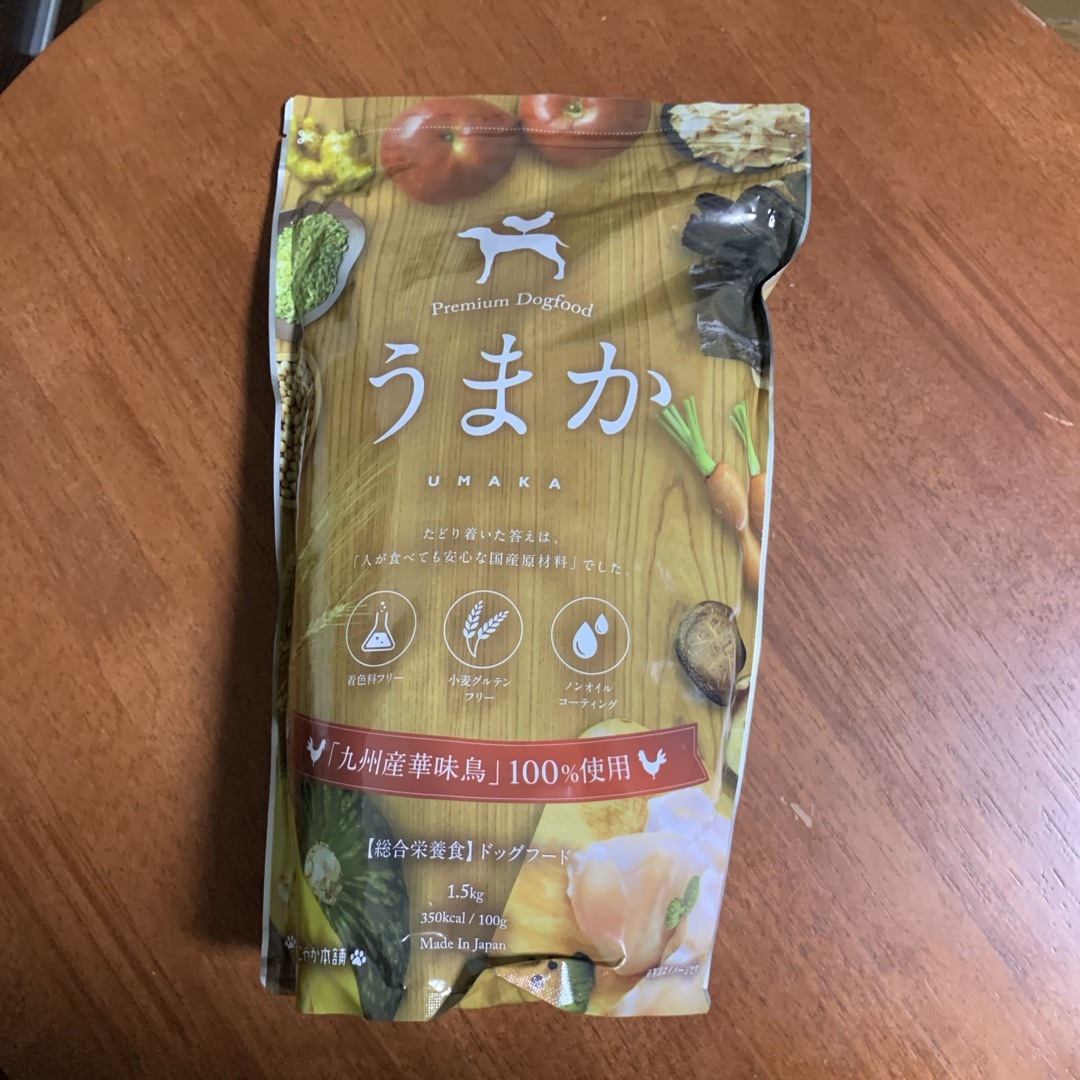 Premium Dogfood
うまか
UMAKA
たどり着いた答えは、
「人が食べても安心な国産原材料」でした。
着色料フリー
小麦グルテン
フリー
ノンオイル
コーティング
「九州産華味鳥」100%使用
【総合栄養食】ドッグフード
1.5kg
350kcal / 100g
Made In Japan
本舗